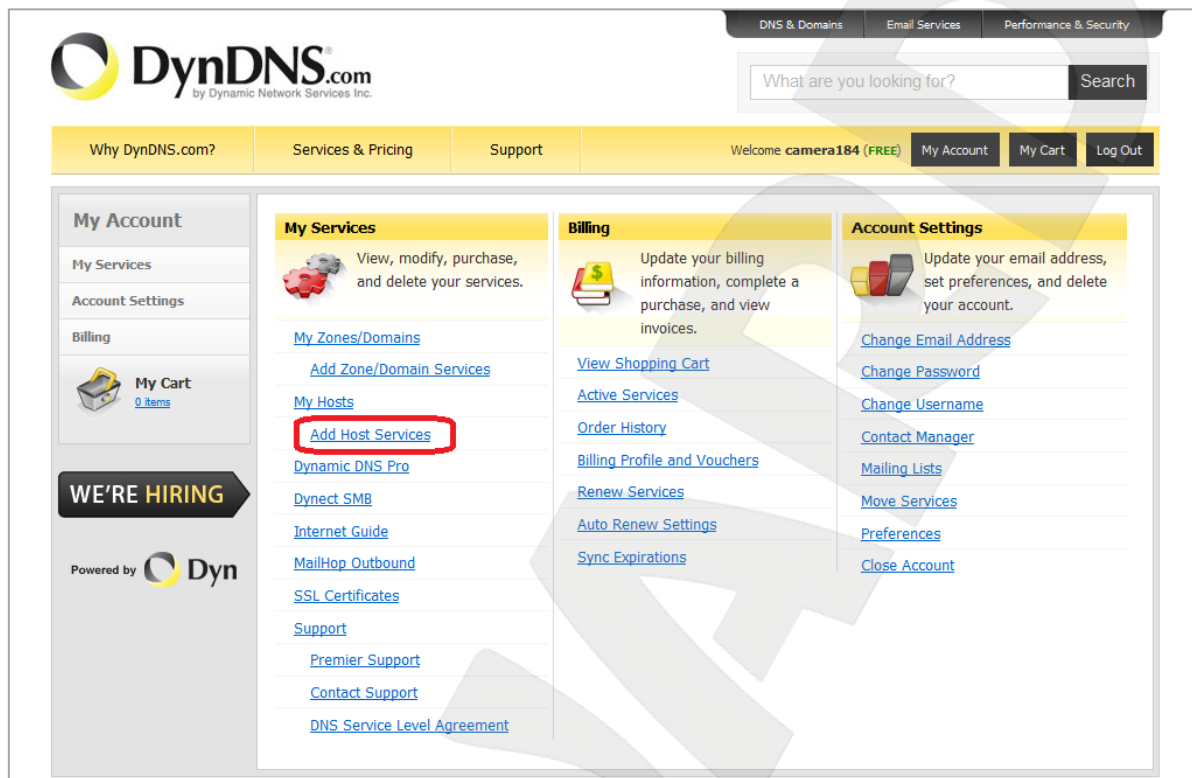 DNS & Domains Email Services Performance & Security
DynDNS.com
by Dynamic Network Services Inc.
What are you looking for? Search
Why DynDNS.com? Services & Pricing Support Welcome camera184 (FREE) My Account My Cart Log Out
My Account
My Services
Account Settings
Billing
My Cart
0 items
WE'RE HIRING
Powered by Dyn
My Services
View, modify, purchase,
and delete your services.
My Zones/Domains
Add Zone/Domain Services
My Hosts
Add Host Services
Dynamic DNS Pro
Dynect SMB
Internet Guide
MailHop Outbound
SSL Certificates
Support
Premier Support
Contact Support
DNS Service Level Agreement
Billing
$
Update your billing
information, complete a
purchase, and view
invoices.
View Shopping Cart
Active Services
Order History
Billing Profile and Vouchers
Renew Services
Auto Renew Settings
Sync Expirations
Account Settings
Update your email address,
set preferences, and delete
your account.
Change Email Address
Change Password
Change Username
Contact Manager
Mailing Lists
Move Services
Preferences
Close Account